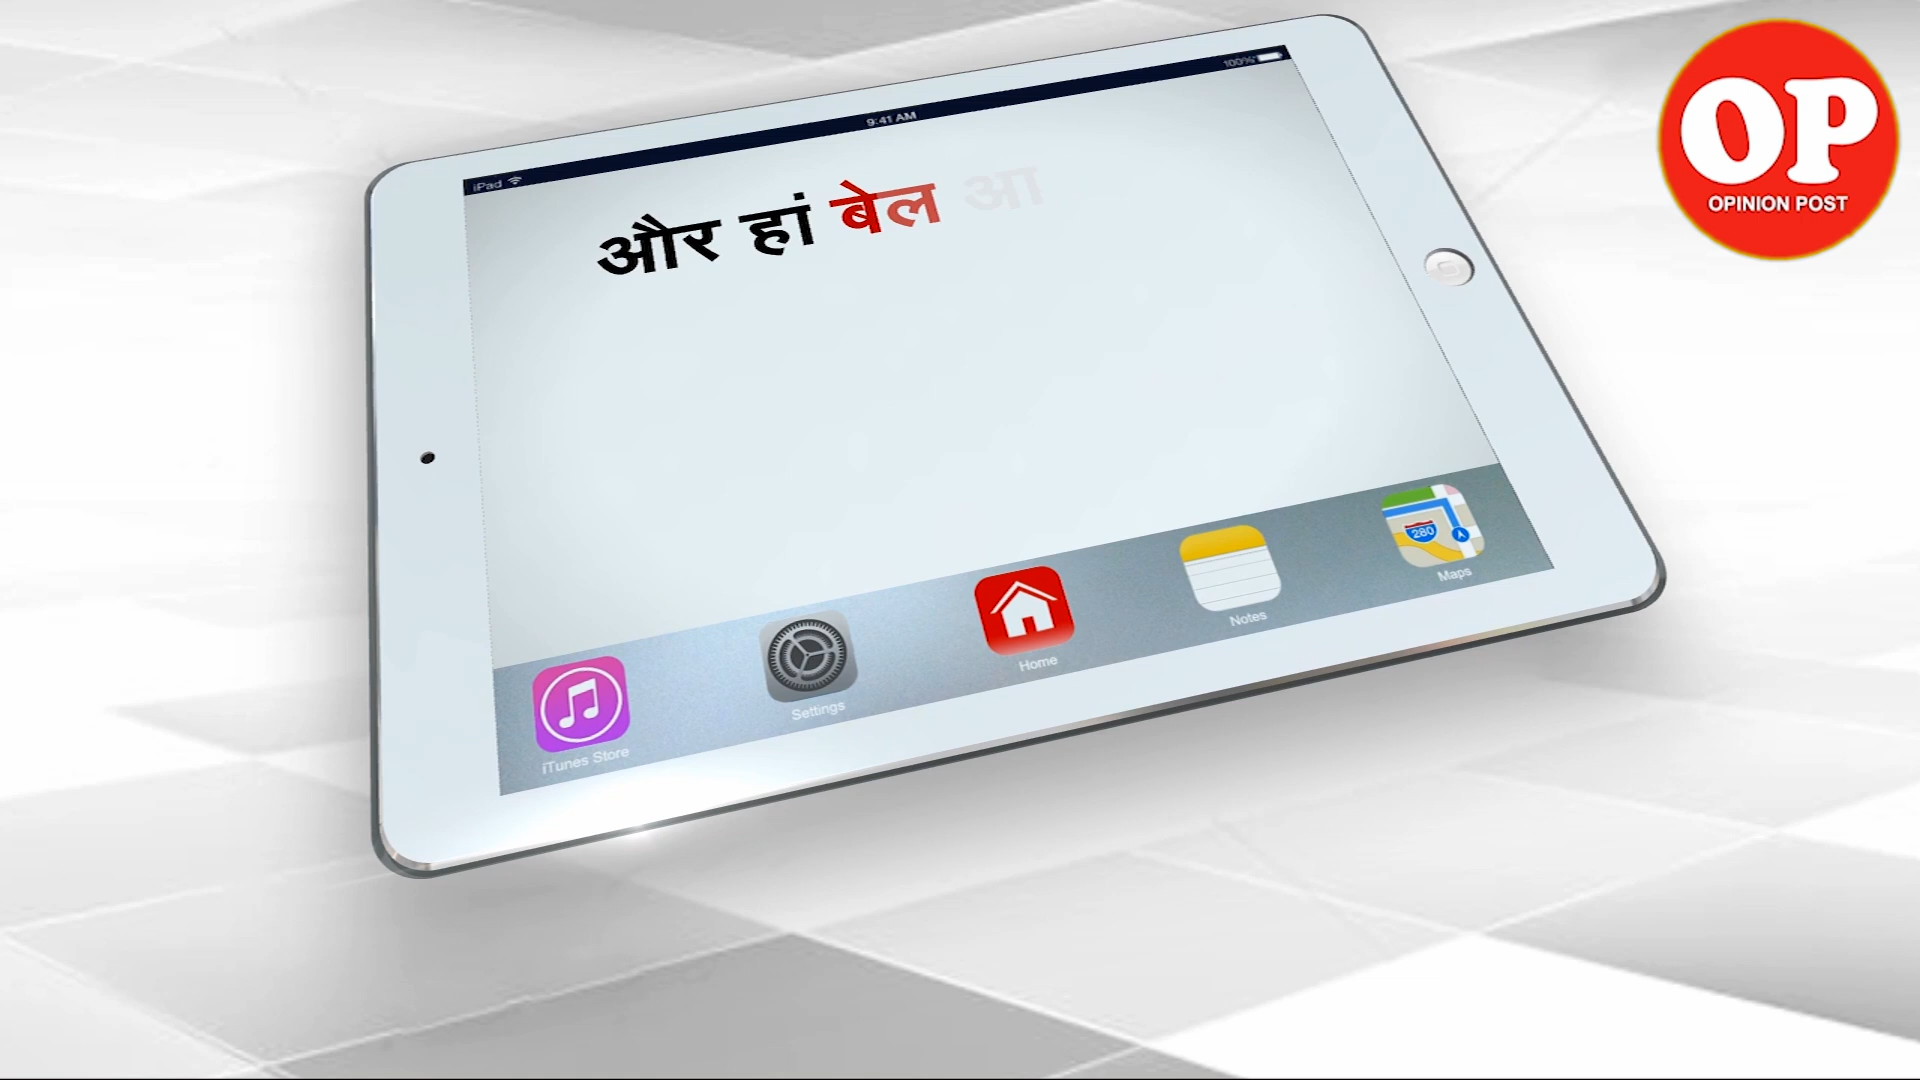 OP
OPINION POST
iPad
9:41 AM
100%
और हां बेल आ
280
iTunes Store
Settings
Home
Notes
Maps